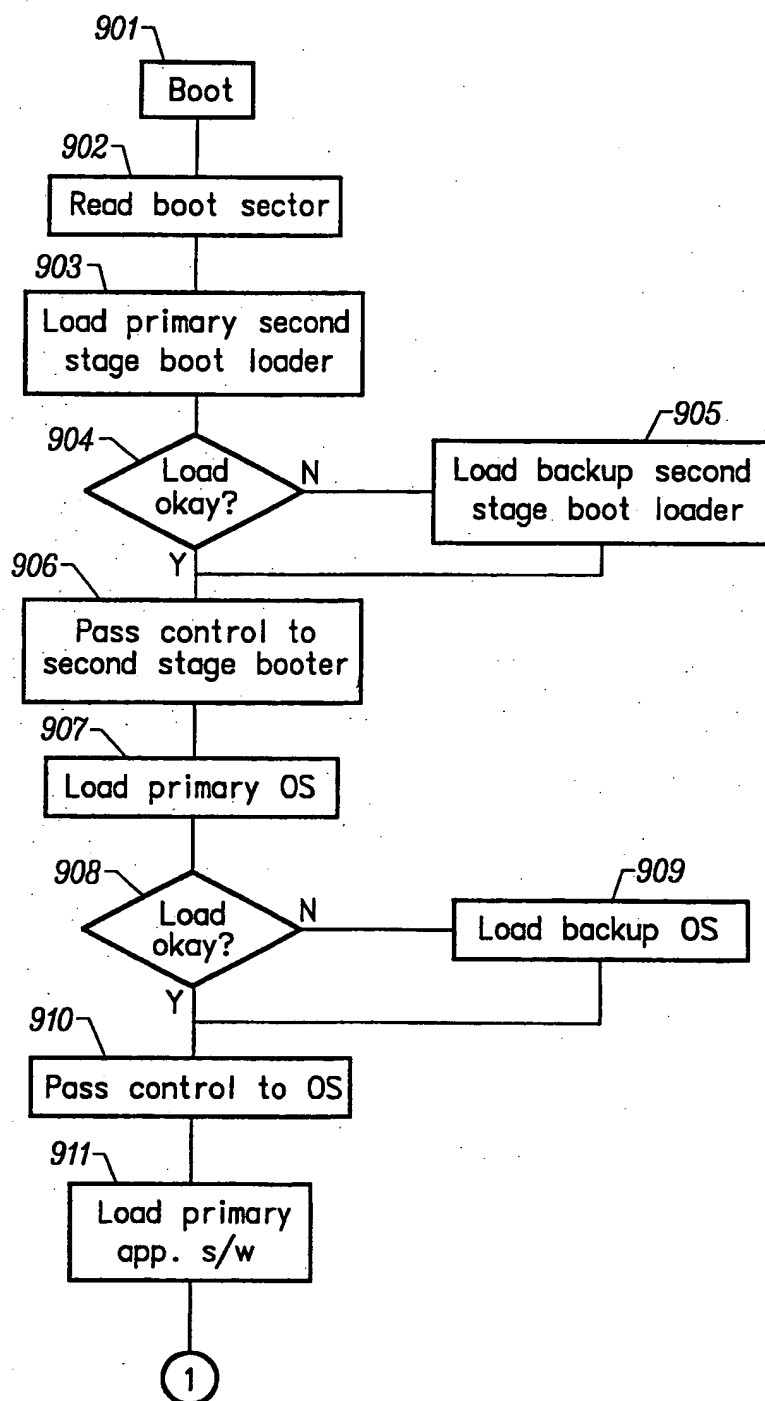 901
Boot
902
Read boot sector
903
Load primary second
stage boot loader
904
Load
okay?
N
Y
905
Load backup second
stage boot loader
906
Pass control to
second stage booter
907
Load primary OS
908
Load
okay?
N
Y
909
Load backup OS
910
Pass control to OS
911
Load primary
app. s/w
1